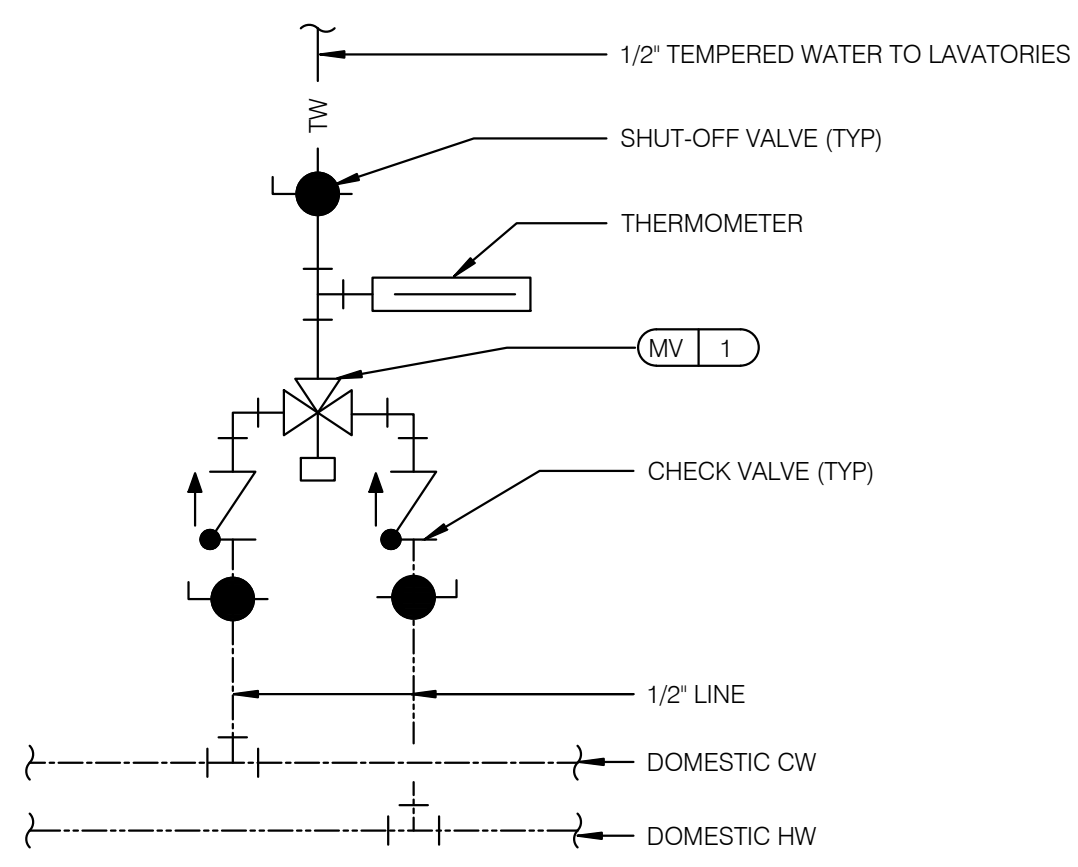 1/2" TEMPERED WATER TO LAVATORIES
TW
SHUT-OFF VALVE (TYP)
THERMOMETER
MV 1
CHECK VALVE (TYP)
1/2" LINE
DOMESTIC CW
DOMESTIC HW